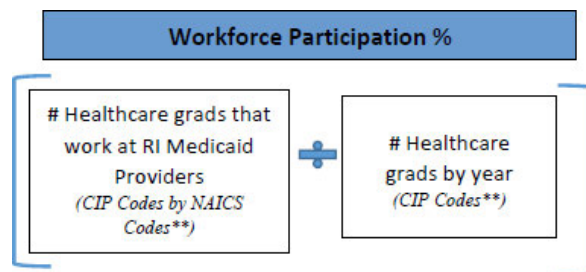 Workforce Participation %
# Healthcare grads that
work at RI Medicaid
Providers
(CIP Codes by NAICS
Codes**)
÷
# Healthcare
grads by year
(CIP Codes**)